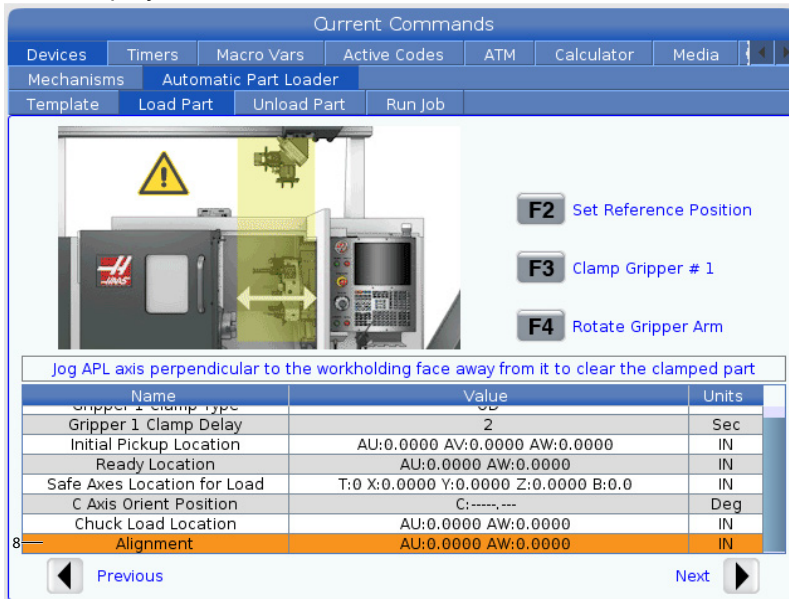 Current Commands
Devices Timers Macro Vars Active Codes ATM Calculator Media
Mechanisms Automatic Part Loader
Template Load Part Unload Part Run Job
HAAS
F2 Set Reference Position
F3 Clamp Gripper # 1
F4 Rotate Gripper Arm
Jog APL axis perpendicular to the workholding face away from it to clear the clamped part
Name Value Units
Gripper 1 Clamp Type OD
Gripper 1 Clamp Delay 2 Sec
Initial Pickup Location AU:0.0000 AV:0.0000 AW:0.0000 IN
Ready Location AU:0.0000 AW:0.0000 IN
Safe Axes Location for Load T:0 X:0.0000 Y:0.0000 Z:0.0000 B:0.0 IN
C Axis Orient Position C:-----.--- Deg
Chuck Load Location AU:0.0000 AW:0.0000 IN
8 Alignment AU:0.0000 AW:0.0000 IN
Previous Next